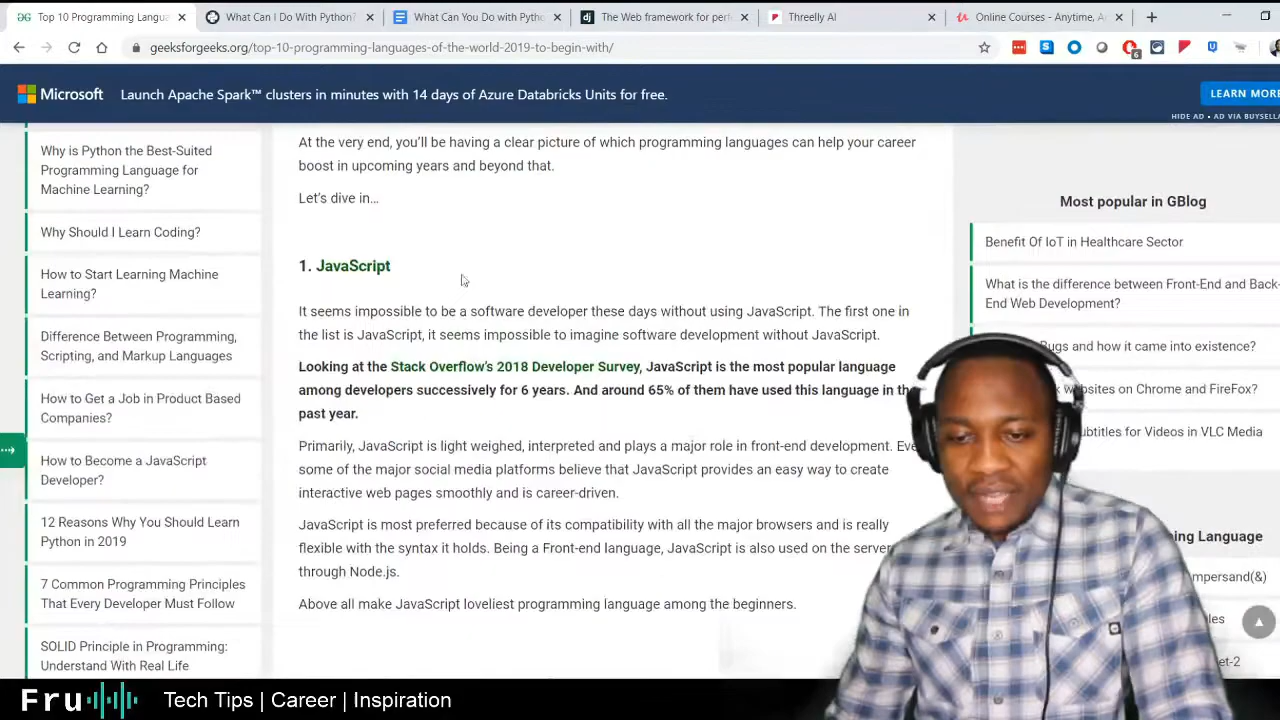 Top 10 Programming Langua
What Can I Do With Python?
What Can You Do with Pytho
The Web framework for perf
Threelly AI
Online Courses - Anytime, A
geeksforgeeks.org/top-10-programming-languages-of-the-world-2019-to-begin-with/
6
Microsoft
Launch Apache Spark™ clusters in minutes with 14 days of Azure Databricks Units for free.
LEARN MORE
HIDE AD • AD VIA BUYSELLA
Why is Python the Best-Suited
Programming Language for
Machine Learning?
Why Should I Learn Coding?
How to Start Learning Machine
Learning?
Difference Between Programming,
Scripting, and Markup Languages
How to Get a Job in Product Based
Companies?
How to Become a JavaScript
Developer?
12 Reasons Why You Should Learn
Python in 2019
7 Common Programming Principles
That Every Developer Must Follow
SOLID Principle in Programming:
Understand With Real Life
At the very end, you'll be having a clear picture of which programming languages can help your career
boost in upcoming years and beyond that.
Let's dive in...
1. JavaScript
It seems impossible to be a software developer these days without using JavaScript. The first one in
the list is JavaScript, it seems impossible to imagine software development without JavaScript.
Looking at the Stack Overflow's 2018 Developer Survey, JavaScript is the most popular language
among developers successively for 6 years. And around 65% of them have used this language in th
past year.
Primarily, JavaScript is light weighed, interpreted and plays a major role in front-end development. Eve
some of the major social media platforms believe that JavaScript provides an easy way to create
interactive web pages smoothly and is career-driven.
JavaScript is most preferred because of its compatibility with all the major browsers and is really
flexible with the syntax it holds. Being a Front-end language, JavaScript is also used on the server
through Node.js.
Above all make JavaScript loveliest programming language among the beginners.
Most popular in GBlog
Benefit Of IoT in Healthcare Sector
What is the difference between Front-End and Back-
End Web Development?
Bugs and how it came into existence?
websites on Chrome and FireFox?
ubtitles for Videos in VLC Media
ing Language
mpersand(&)
les
et-2
Fru
Tech Tips | Career | Inspiration